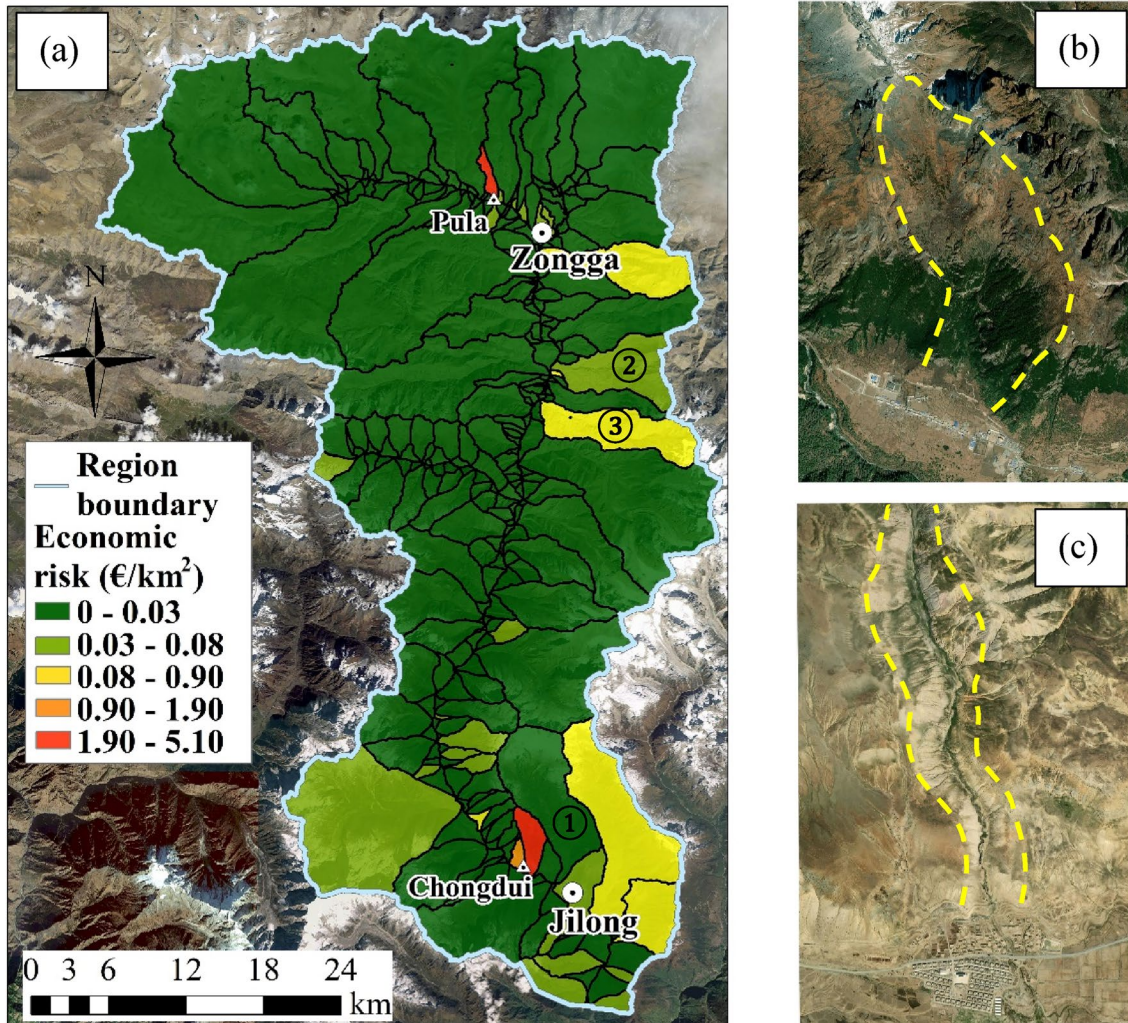 (a)
Pula
Zongga
N
②
③
Region
boundary
Economic
risk (€/km²)
0 - 0.03
0.03 - 0.08
0.08 - 0.90
0.90 - 1.90
1.90 - 5.10
①
Chongdui
Jilong
0 3 6 12 18 24
km
(b)
(c)